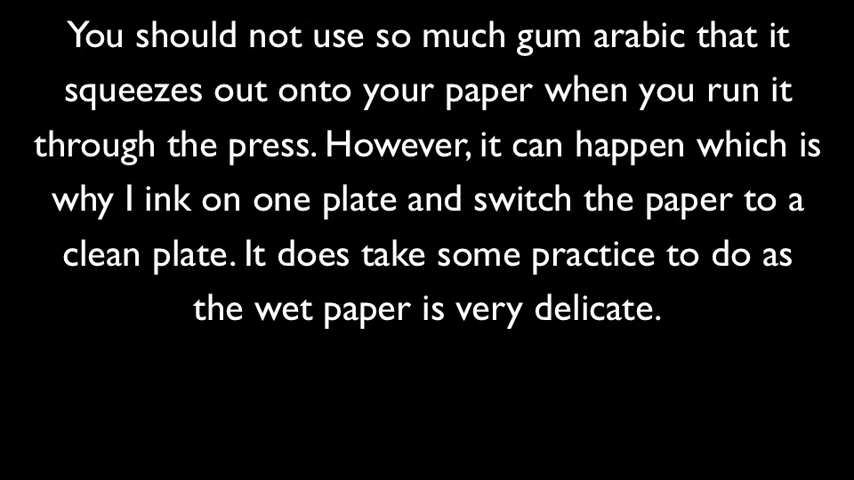 You should not use so much gum arabic that it
squeezes out onto your paper when you run it
through the press. However, it can happen which is
why I ink on one plate and switch the paper to a
clean plate. It does take some practice to do as
the wet paper is very delicate.